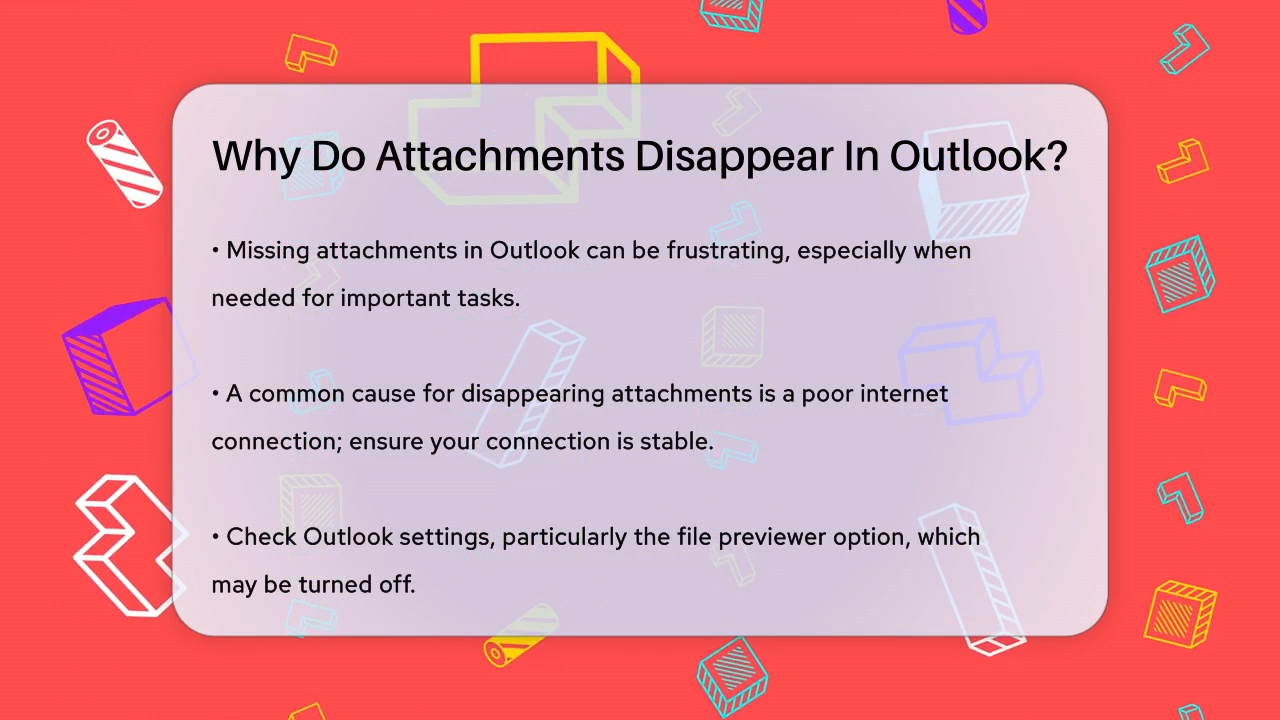 Why Do Attachments Disappear In Outlook?
• Missing attachments in Outlook can be frustrating, especially when
needed for important tasks.
• A common cause for disappearing attachments is a poor internet
connection; ensure your connection is stable.
• Check Outlook settings, particularly the file previewer option, which
may be turned off.